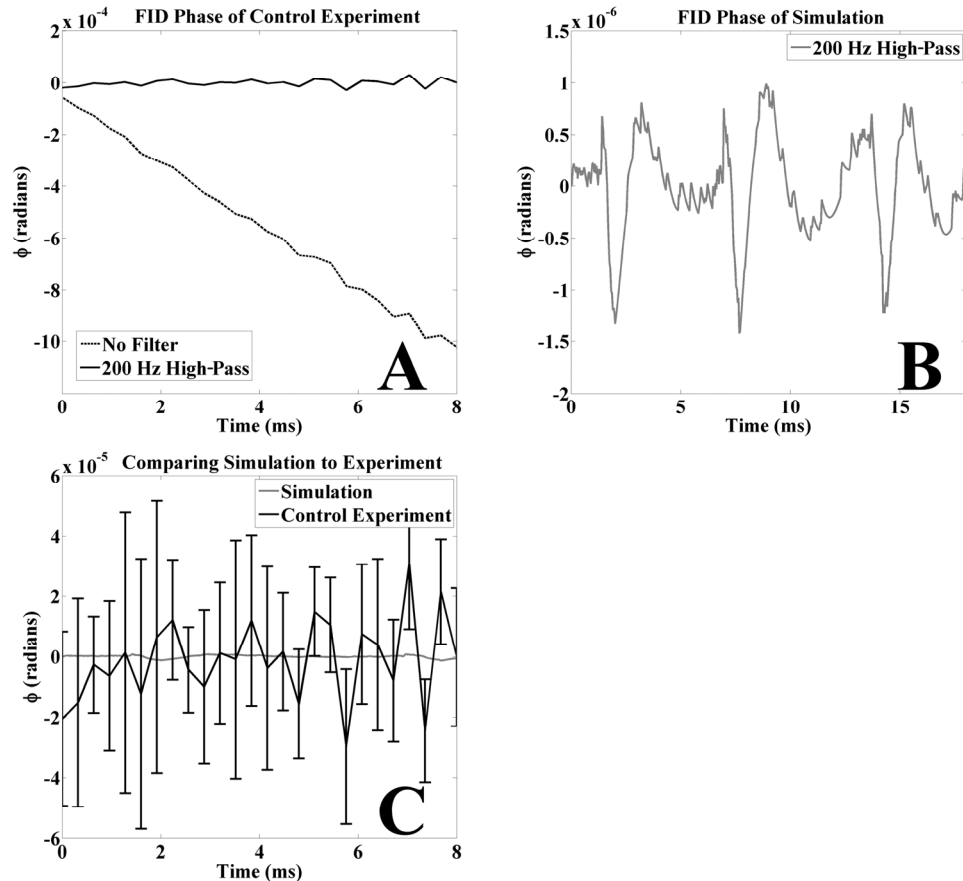 FID Phase of Control Experiment
x 10⁻⁴
2
0
-2
-4
-6
-8
-10
ϕ (radians)
No Filter
200 Hz High-Pass
A
0 2 4 6 8
Time (ms)
FID Phase of Simulation
x 10⁻⁶
1.5
1
0.5
0
-0.5
-1
-1.5
-2
ϕ (radians)
200 Hz High-Pass
B
0 5 10 15
Time (ms)
Comparing Simulation to Experiment
x 10⁻⁵
6
4
2
0
-2
-4
-6
ϕ (radians)
Simulation
Control Experiment
C
0 2 4 6 8
Time (ms)